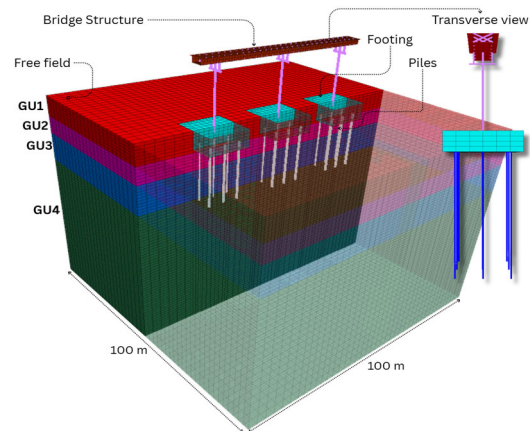 Bridge Structure
Transverse view
Footing
Free field
Piles
GU1
GU2
GU3
GU4
100 m
100 m